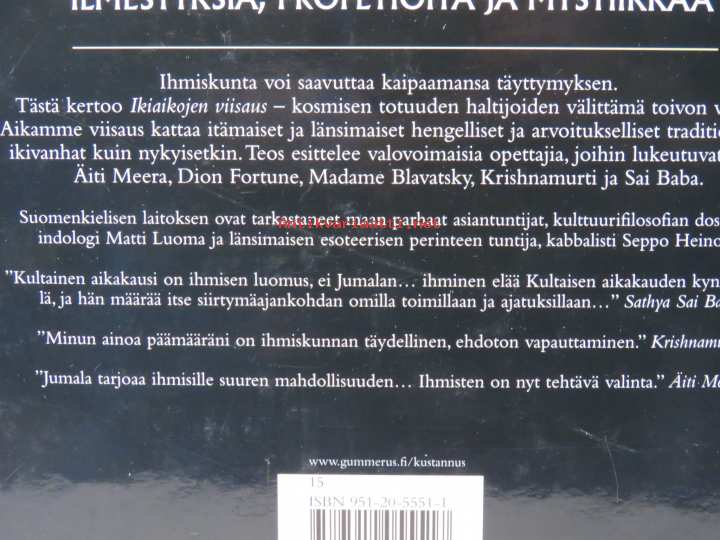 ILMESTYKSIÄ, PROFETIOITA JA MYSTIIKKAA
Ihmiskunta voi saavuttaa kaipaamansa täyttymyksen.
Tästä kertoo Ikiaikojen viisaus – kosmisen totuuden haltijoiden välittämä toivon v
Aikamme viisaus kattaa itämaiset ja länsimaiset hengelliset ja arvoitukselliset traditi
ikivanhat kuin nykyisetkin. Teos esittelee valovoimaisia opettajia, joihin lukeutuvat
Äiti Meera, Dion Fortune, Madame Blavatsky, Krishnamurti ja Sai Baba.
Suomenkielisen laitoksen ovat tarkastaneet maan parhaat asiantuntijat, kulttuurifilosofian dos
indologi Matti Luoma ja länsimaisen esoteerisen perinteen tuntija, kabbalisti Seppo Heino
"Kultainen aikakausi on ihmisen luomus, ei Jumalan… ihminen elää Kultaisen aikakauden kyn
lä, ja hän määrää itse siirtymäajankohdan omilla toimillaan ja ajatuksillaan…" Sathya Sai Ba
"Minun ainoa päämääräni on ihmiskunnan täydellinen, ehdoton vapauttaminen." Krishnamu
"Jumala tarjoaa ihmisille suuren mahdollisuuden… Ihmisten on nyt tehtävä valinta." Äiti Me
www.gummerus.fi/kustannus
15
ISBN 951-20-5551-1